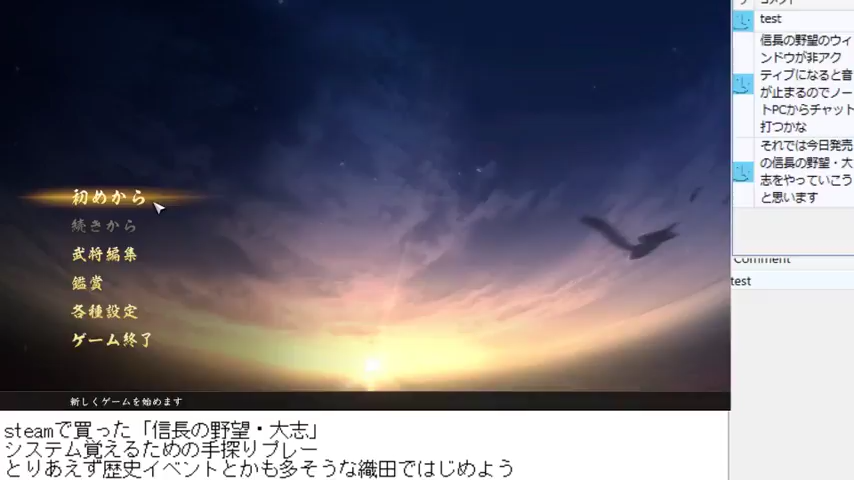 初めから
続きから
武将編集
鑑賞
各種設定
ゲーム終了
新しくゲームを始めます
steamで買った「信長の野望・大志」
システム覚えるための手探りプレー
とりあえず歴史イベントとかも多そうな織田ではじめよう
コメント
test
信長の野望のウィ
ンドウが非アク
ティブになると音
が止まるのでノー
トPCからチャット
打つかな
それでは今日発売
の信長の野望・大
志をやっていこう
と思います
Comment
test